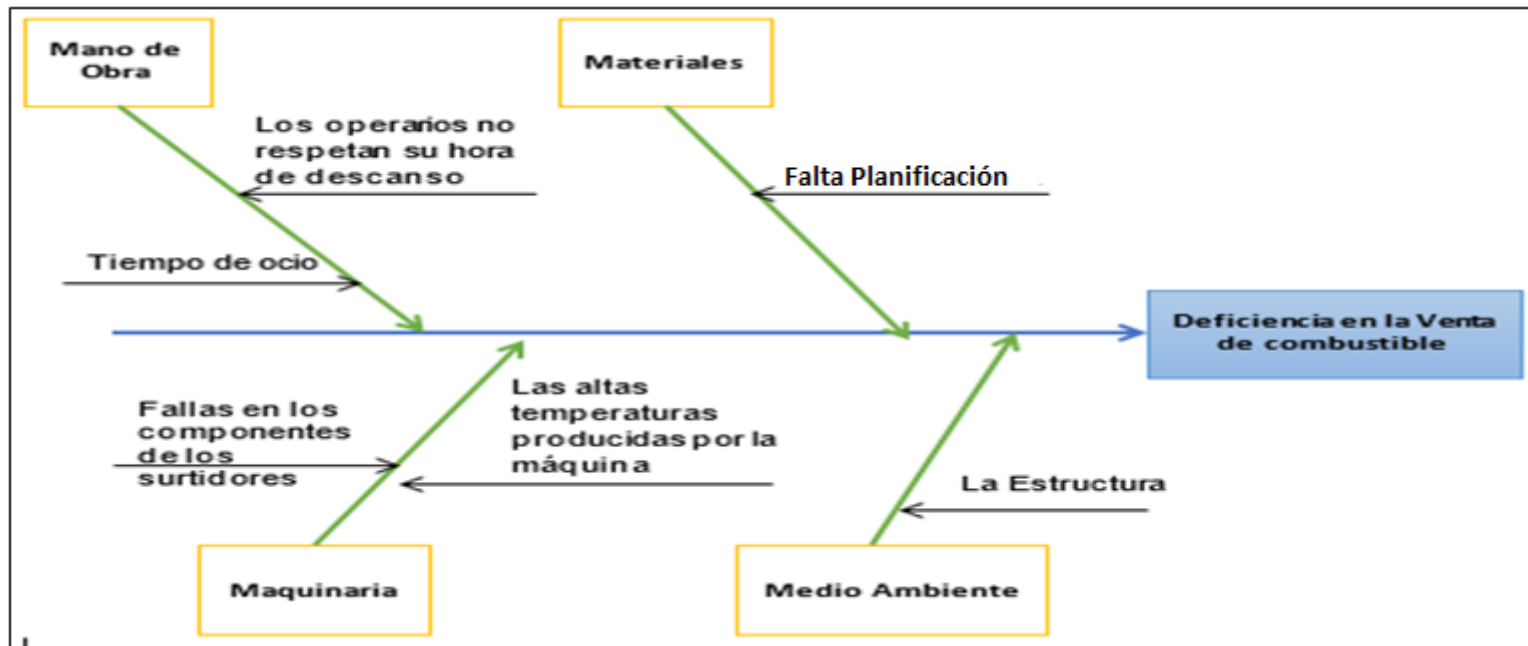 Mano de
Obra
Materiales
Los operarios no
respetan su hora
de descanso
Falta Planificación
Tiempo de ocio
Deficiencia en la Venta
de combustible
Fallas en los
componentes
de los
surtidores
Las altas
temperaturas
producidas por la
máquina
La Estructura
Maquinaria
Medio Ambiente